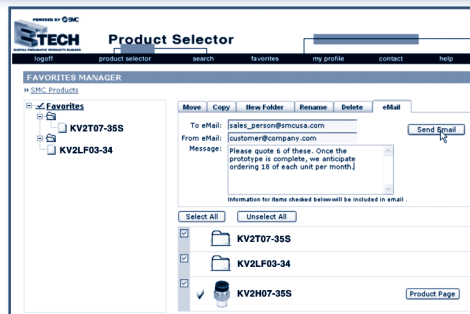 POWERED BY SMC
ETECH
DIGITAL PNEUMATIC PRODUCTS BUREAU
Product Selector
logoff product selector search favorites my profile contact help
FAVORITES MANAGER
» SMC Products
Favorites
KV2T07-35S
KV2LF03-34
Move Copy New Folder Rename Delete eMail
To eMail: sales_person@smcusa.com
Send Email
From eMail: customer@company.com
Message: Please quote 6 of these. Once the
prototype is complete, we anticipate
ordering 18 of each unit per month.
Information for items checked below will be included in email .
Select All Unselect All
KV2T07-35S
KV2LF03-34
KV2H07-35S Product Page